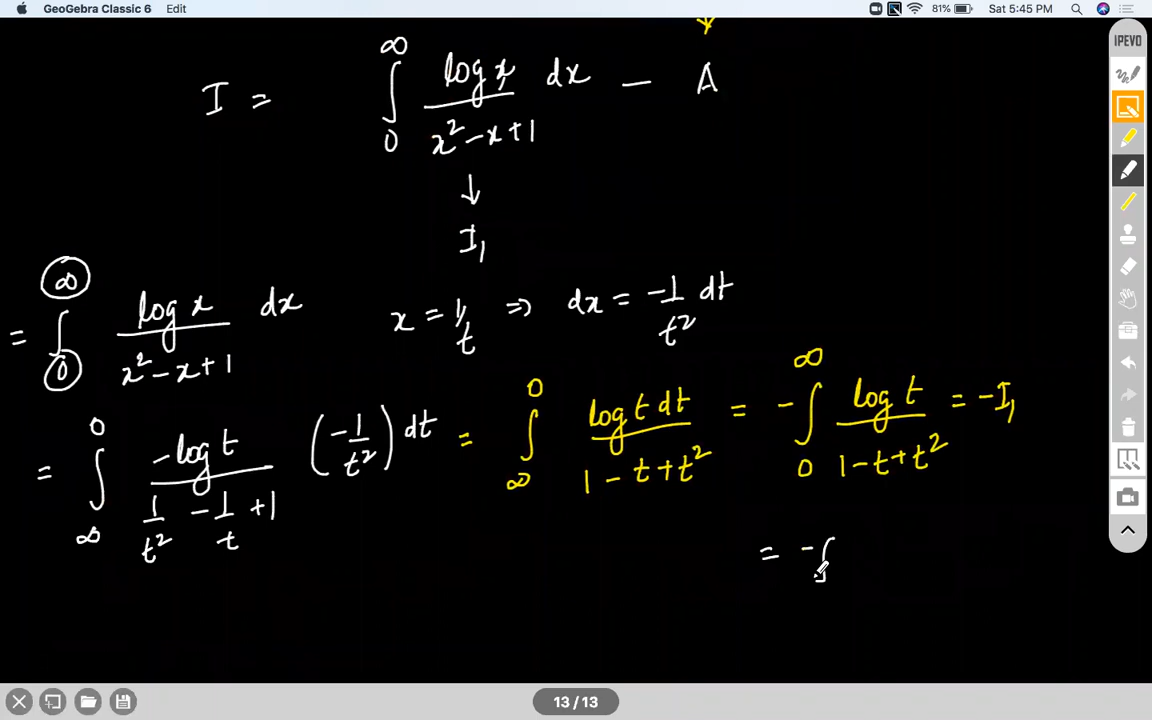 GeoGebra Classic 6 Edit 81% Sat 5:45 PM
IPEVO
I = ∫₀^∞ log x / (x² - x + 1) dx - A
↓
I₁
= ∫₀^∞ log x / (x² - x + 1) dx x = 1/t ⇒ dx = -1/t² dt
= ∫_∞^0 -log t / (1/t² - 1/t + 1) (-1/t²) dt = ∫_∞^0 log t dt / (1 - t + t²) = - ∫₀^∞ log t / (1 - t + t²) = -I₁
= - ∫
13 / 13